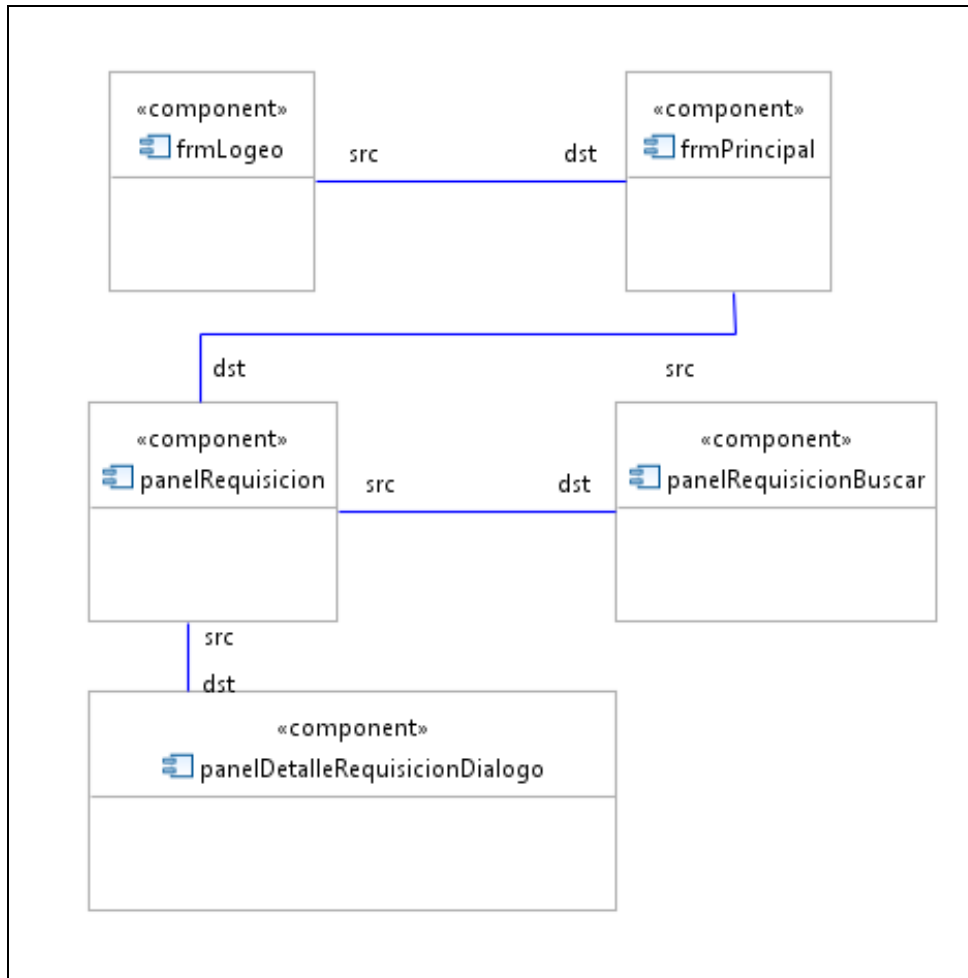 «component»
frmLogeo
src
dst
«component»
frmPrincipal
dst
src
«component»
panelRequisicion
src
dst
«component»
panelRequisicionBuscar
src
dst
«component»
panelDetalleRequisicionDialogo